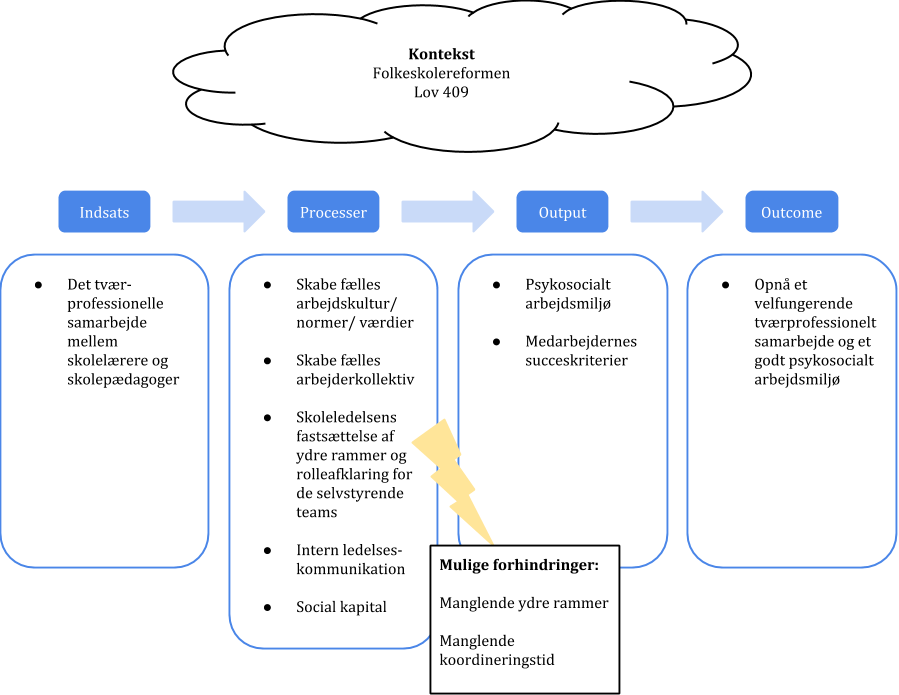 Kontekst
Folkeskolereformen
Lov 409
Indsats
Processer
Output
Outcome
● Det tvær-
professionelle
samarbejde
mellem
skolelærere og
skolepædagoger
● Skabe fælles
arbejdskultur/
normer/ værdier
● Skabe fælles
arbejderkollektiv
● Skoleledelsens
fastsættelse af
ydre rammer og
rolleafklaring for
de selvstyrende
teams
● Intern ledelses-
kommunikation
● Social kapital
● Psykosocialt
arbejdsmiljø
● Medarbejdernes
succeskriterier
● Opnå et
velfungerende
tværprofessionelt
samarbejde og et
godt psykosocialt
arbejdsmiljø
Mulige forhindringer:
Manglende ydre rammer
Manglende
koordineringstid